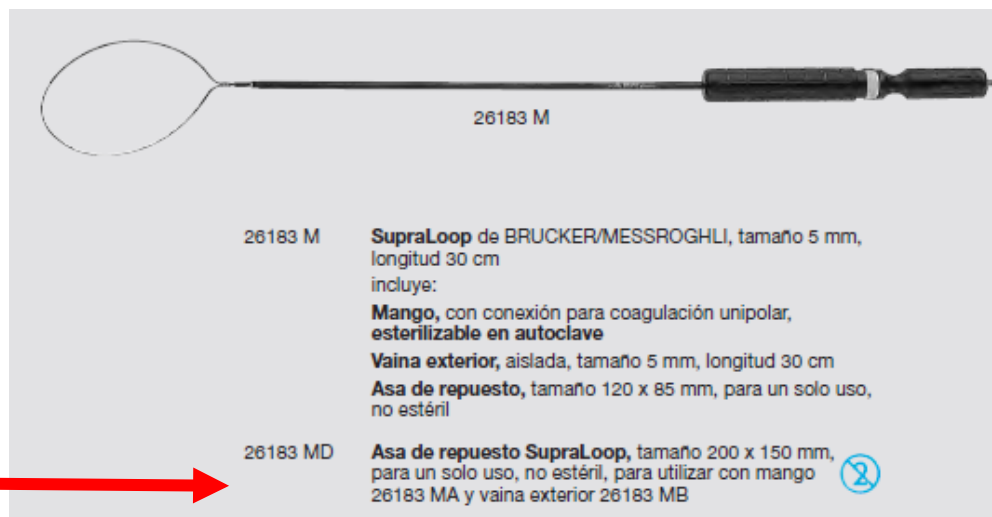 26183 M
26183 M SupraLoop de BRUCKER/MESSROGHLI, tamaño 5 mm,
longitud 30 cm
incluye:
Mango, con conexión para coagulación unipolar,
esterilizable en autoclave
Vaina exterior, aislada, tamaño 5 mm, longitud 30 cm
Asa de repuesto, tamaño 120 x 85 mm, para un solo uso,
no estéril
26183 MD Asa de repuesto SupraLoop, tamaño 200 x 150 mm,
para un solo uso, no estéril, para utilizar con mango 2
26183 MA y vaina exterior 26183 MB